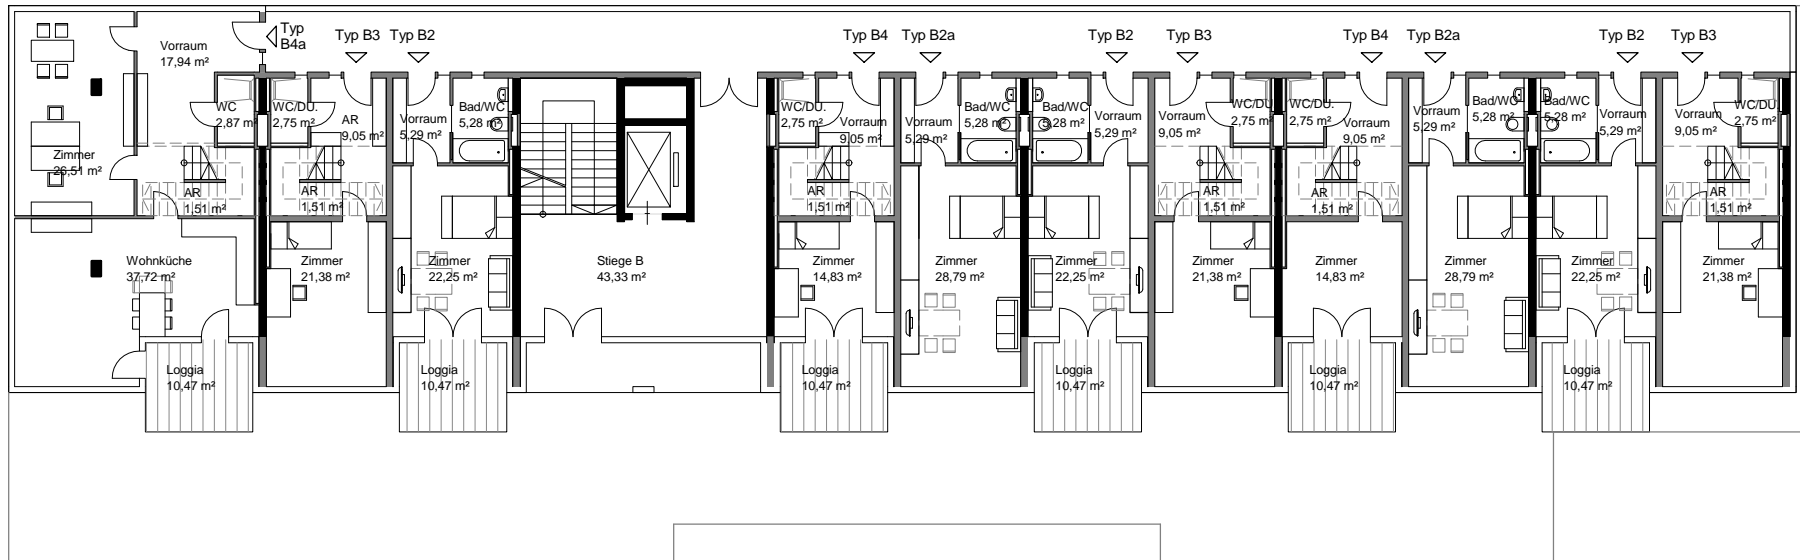 Typ
B4a
Typ B3
Typ B2
Typ B4
Typ B2a
Typ B2
Typ B3
Typ B4
Typ B2a
Typ B2
Typ B3
Vorraum
17,94 m²
WC
2,87 m²
WC/DU.
2,75 m²
AR
9,05 m²
Vorraum
5,29 m²
Bad/WC
5,28 m²
WC/DU.
2,75 m²
Vorraum
9,05 m²
Vorraum
5,29 m²
Bad/WC
5,28 m²
Bad/WC
5,28 m²
Vorraum
5,29 m²
Vorraum
9,05 m²
WC/DU.
2,75 m²
WC/DU.
2,75 m²
Vorraum
9,05 m²
Vorraum
5,29 m²
Bad/WC
5,28 m²
Bad/WC
5,28 m²
Vorraum
5,29 m²
Vorraum
9,05 m²
WC/DU.
2,75 m²
Zimmer
26,51 m²
AR
1,51 m²
AR
1,51 m²
AR
1,51 m²
AR
1,51 m²
AR
1,51 m²
AR
1,51 m²
Wohnküche
37,72 m²
Zimmer
21,38 m²
Zimmer
22,25 m²
Stiege B
43,33 m²
Zimmer
14,83 m²
Zimmer
28,79 m²
Zimmer
22,25 m²
Zimmer
21,38 m²
Zimmer
14,83 m²
Zimmer
28,79 m²
Zimmer
22,25 m²
Zimmer
21,38 m²
Loggia
10,47 m²
Loggia
10,47 m²
Loggia
10,47 m²
Loggia
10,47 m²
Loggia
10,47 m²
Loggia
10,47 m²